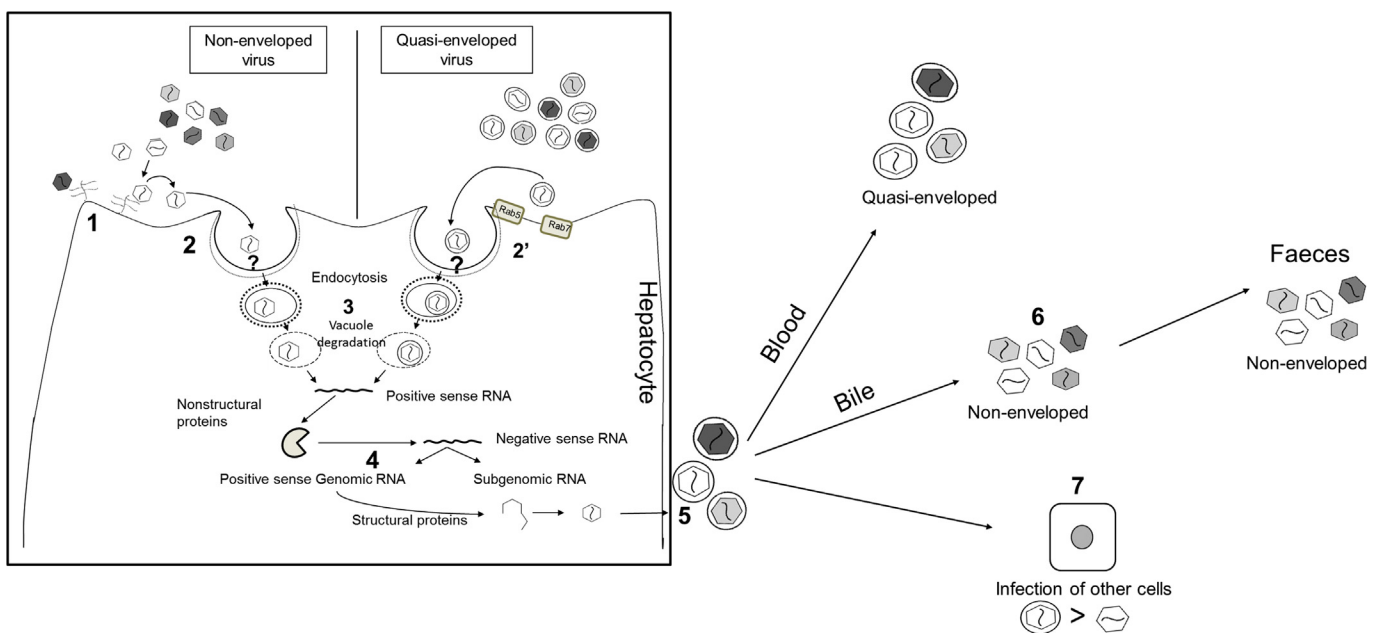 Non-enveloped
virus
Quasi-enveloped
virus
1
2
?
Rab5
Rab7
2’
?
Endocytosis
3
Vacuole
degradation
Hepatocyte
Positive sense RNA
Nonstructural
proteins
4
Negative sense RNA
Positive sense Genomic RNA
Subgenomic RNA
Structural proteins
5
Blood
Quasi-enveloped
Bile
6
Non-enveloped
Faeces
Non-enveloped
7
Infection of other cells
>